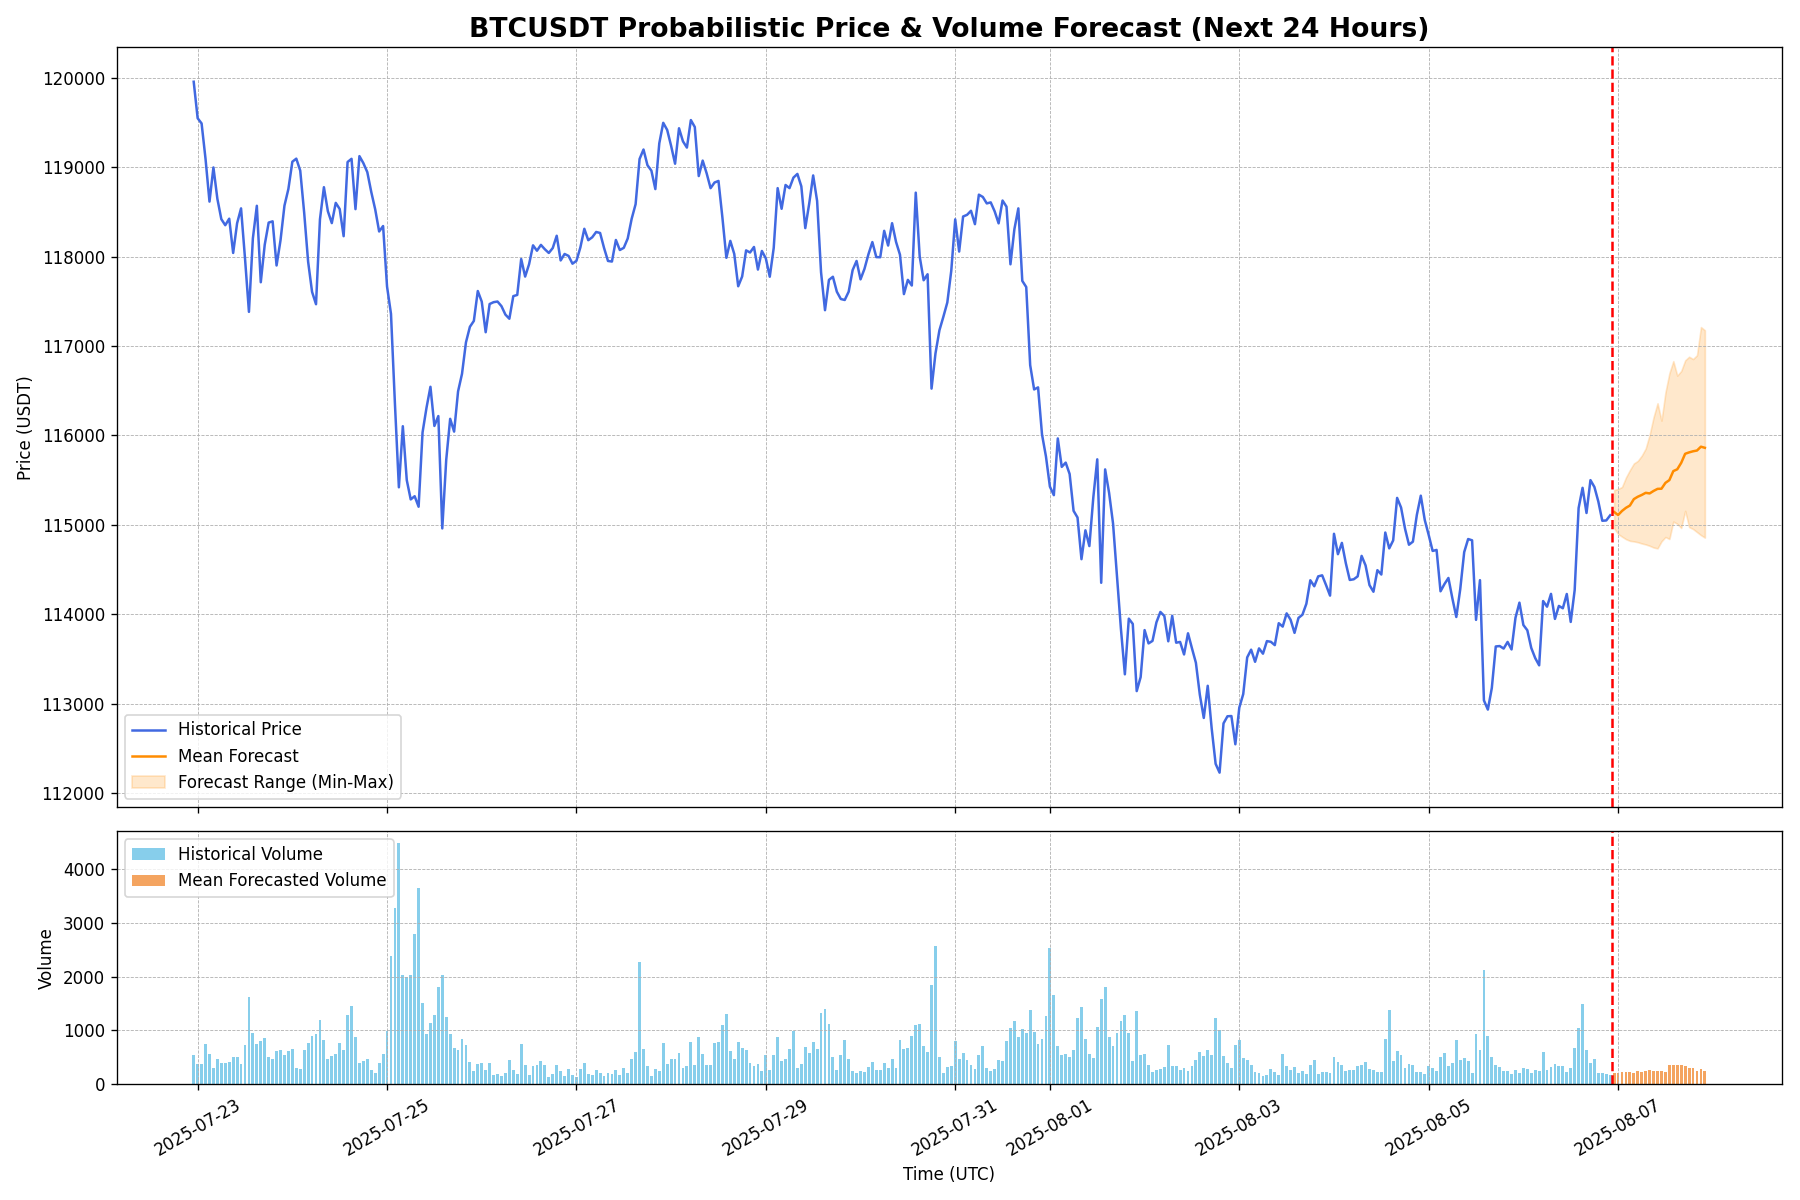 BTCUSDT Probabilistic Price & Volume Forecast (Next 24 Hours)
Price (USDT)
120000
119000
118000
117000
116000
115000
114000
113000
112000
Historical Price
Mean Forecast
Forecast Range (Min-Max)
Volume
4000
3000
2000
1000
0
Historical Volume
Mean Forecasted Volume
2025-07-23
2025-07-25
2025-07-27
2025-07-29
2025-07-31
2025-08-01
2025-08-03
2025-08-05
2025-08-07
Time (UTC)